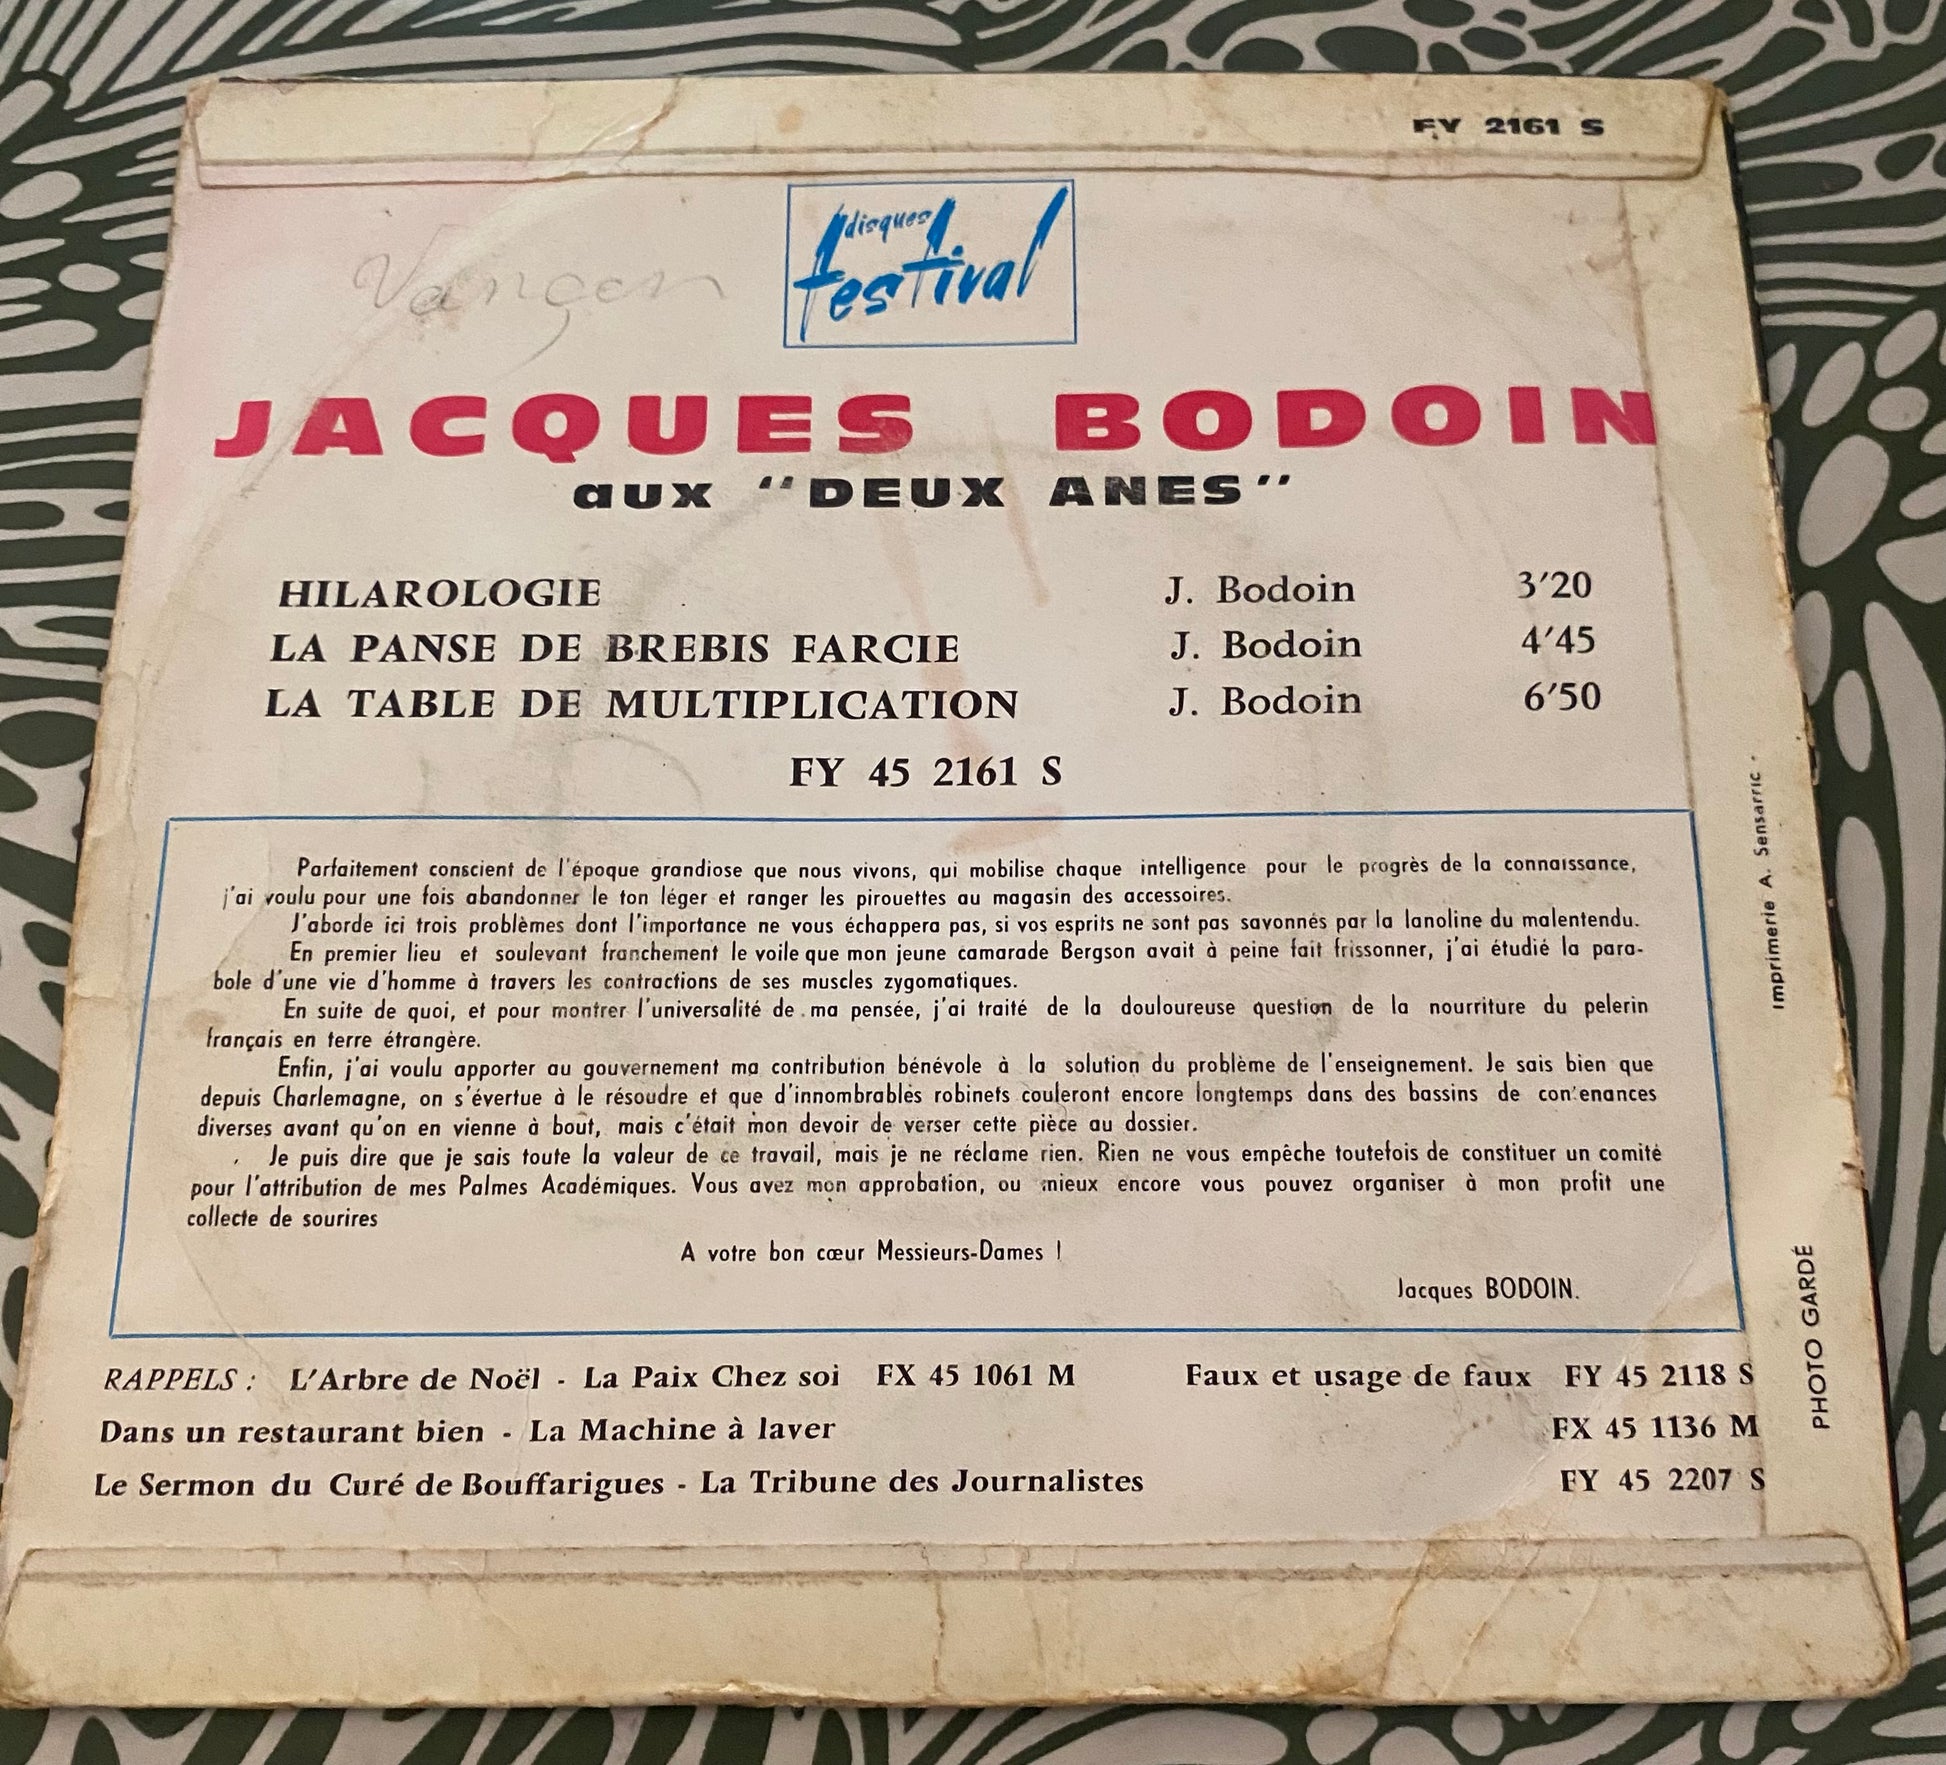 FY 2161 S
disques
festival
JACQUES BODOIN
aux "DEUX ANES"
HILAROLOGIE J. Bodoin 3'20
LA PANSE DE BREBIS FARCIE J. Bodoin 4'45
LA TABLE DE MULTIPLICATION J. Bodoin 6'50
FY 45 2161 S
Parfaitement conscient de l'époque grandiose que nous vivons, qui mobilise chaque intelligence pour le progrès de la connaissance,
j'ai voulu pour une fois abandonner le ton léger et ranger les pirouettes au magasin des accessoires.
J'aborde ici trois problèmes dont l'importance ne vous échappera pas, si vos esprits ne sont pas savonnés par la lanoline du malentendu.
En premier lieu et soulevant franchement le voile que mon jeune camarade Bergson avait à peine fait frissonner, j'ai étudié la para-
bole d'une vie d'homme à travers les contractions de ses muscles zygomatiques.
En suite de quoi, et pour montrer l'universalité de ma pensée, j'ai traité de la douloureuse question de la nourriture du pelerin
français en terre étrangère.
Enfin, j'ai voulu apporter au gouvernement ma contribution bénévole à la solution du problème de l'enseignement. Je sais bien que
depuis Charlemagne, on s'évertue à le résoudre et que d'innombrables robinets couleront encore longtemps dans des bassins de contenances
diverses avant qu'on en vienne à bout, mais c'était mon devoir de verser cette pièce au dossier.
Je puis dire que je sais toute la valeur de ce travail, mais je ne réclame rien. Rien ne vous empêche toutefois de constituer un comité
pour l'attribution de mes Palmes Académiques. Vous avez mon approbation, ou mieux encore vous pouvez organiser à mon profit une
collecte de sourires
A votre bon cœur Messieurs-Dames !
Jacques BODOIN.
RAPPELS : L'Arbre de Noël - La Paix Chez soi FX 45 1061 M Faux et usage de faux FY 45 2118 S
Dans un restaurant bien - La Machine à laver FX 45 1136 M
Le Sermon du Curé de Bouffarigues - La Tribune des Journalistes FY 45 2207 S
Imprimerie A. Sensarric
PHOTO GARDÉ